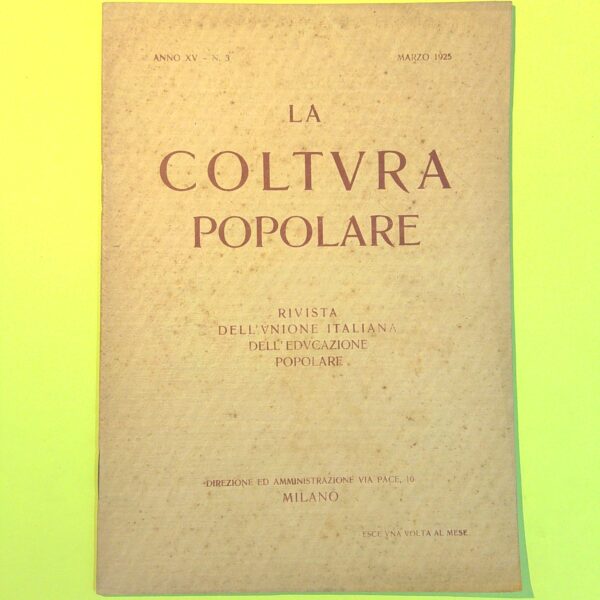 ANNO XV - N. 3
MARZO 1925
LA
COLTVRA
POPOLARE
RIVISTA
DELL'VNIONE ITALIANA
DELL'EDVCAZIONE
POPOLARE
DIREZIONE ED AMMINISTRAZIONE VIA PACE, 10
MILANO
ESCE VNA VOLTA AL MESE